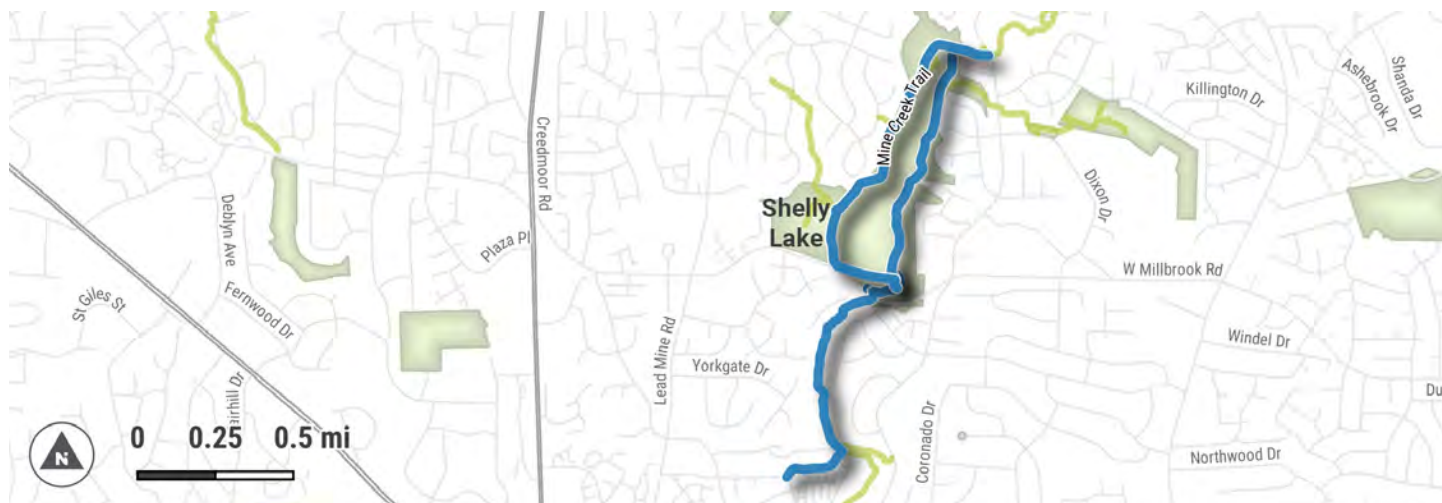 Killington Dr
Ashebrook Dr
Shanda Dr
Creedmoor Rd
Mine Creek Trail
Dixon Dr
Deblyn Ave
Shelly
Lake
Plaza Pl
W Millbrook Rd
St Giles St
Fernwood Dr
Lead Mine Rd
Windel Dr
Yorkgate Dr
Du
Coronado Dr
Northwood Dr
N
0 0.25 0.5 mi